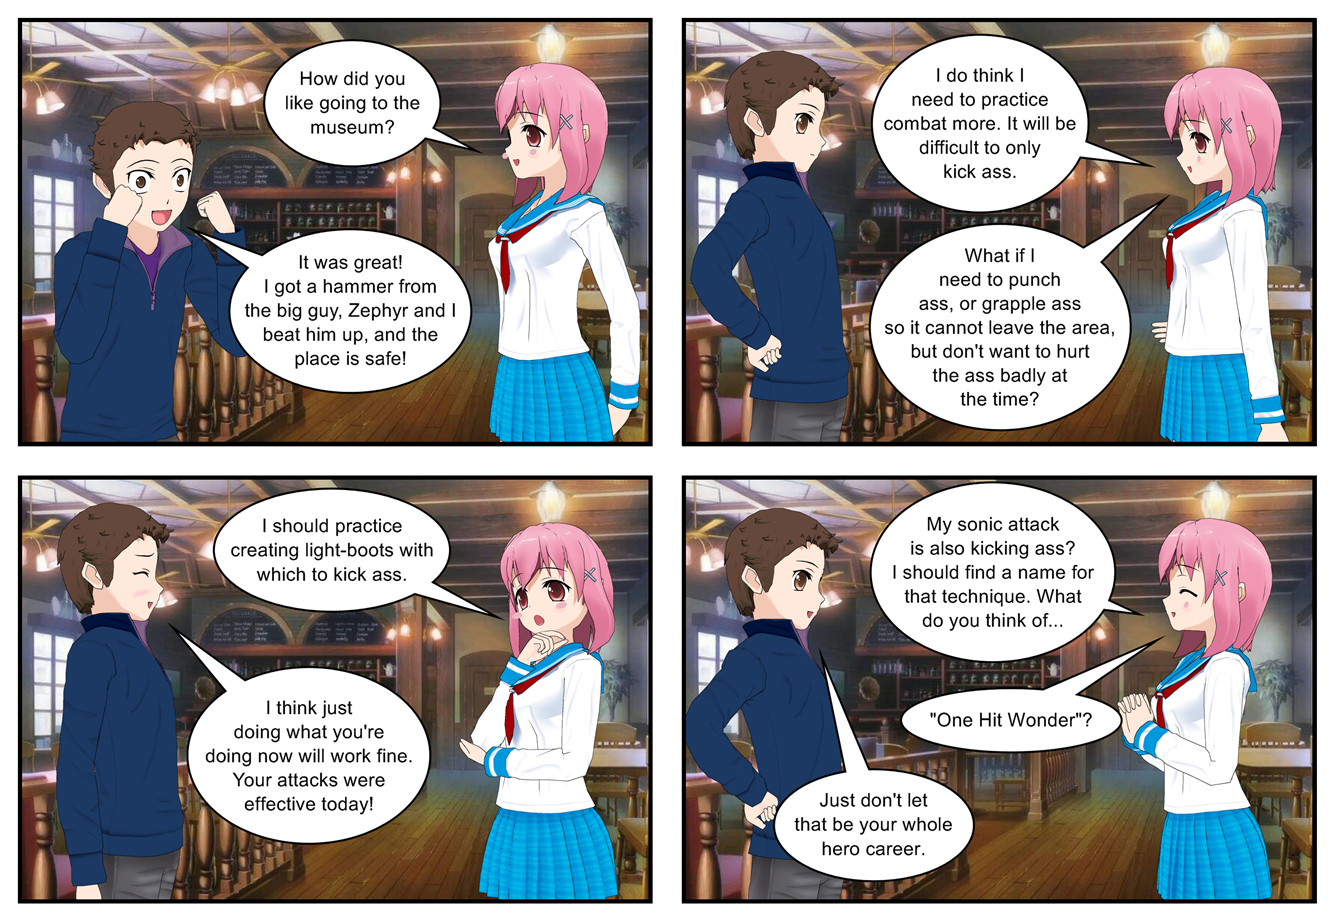 How did you
like going to the
museum?
It was great!
I got a hammer from
the big guy, Zephyr and I
beat him up, and the
place is safe!
I do think I
need to practice
combat more. It will be
difficult to only
kick ass.
What if I
need to punch
ass, or grapple ass
so it cannot leave the area,
but don't want to hurt
the ass badly at
the time?
I should practice
creating light-boots with
which to kick ass.
I think just
doing what you're
doing now will work fine.
Your attacks were
effective today!
My sonic attack
is also kicking ass?
I should find a name for
that technique. What
do you think of...
"One Hit Wonder"?
Just don't let
that be your whole
hero career.